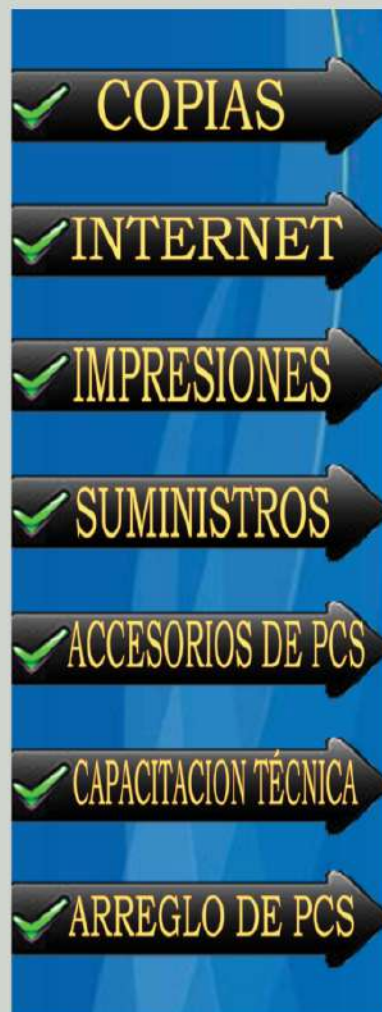 COPIAS
INTERNET
IMPRESIONES
SUMINISTROS
ACCESORIOS DE PCS
CAPACITACION TÉCNICA
ARREGLO DE PCS